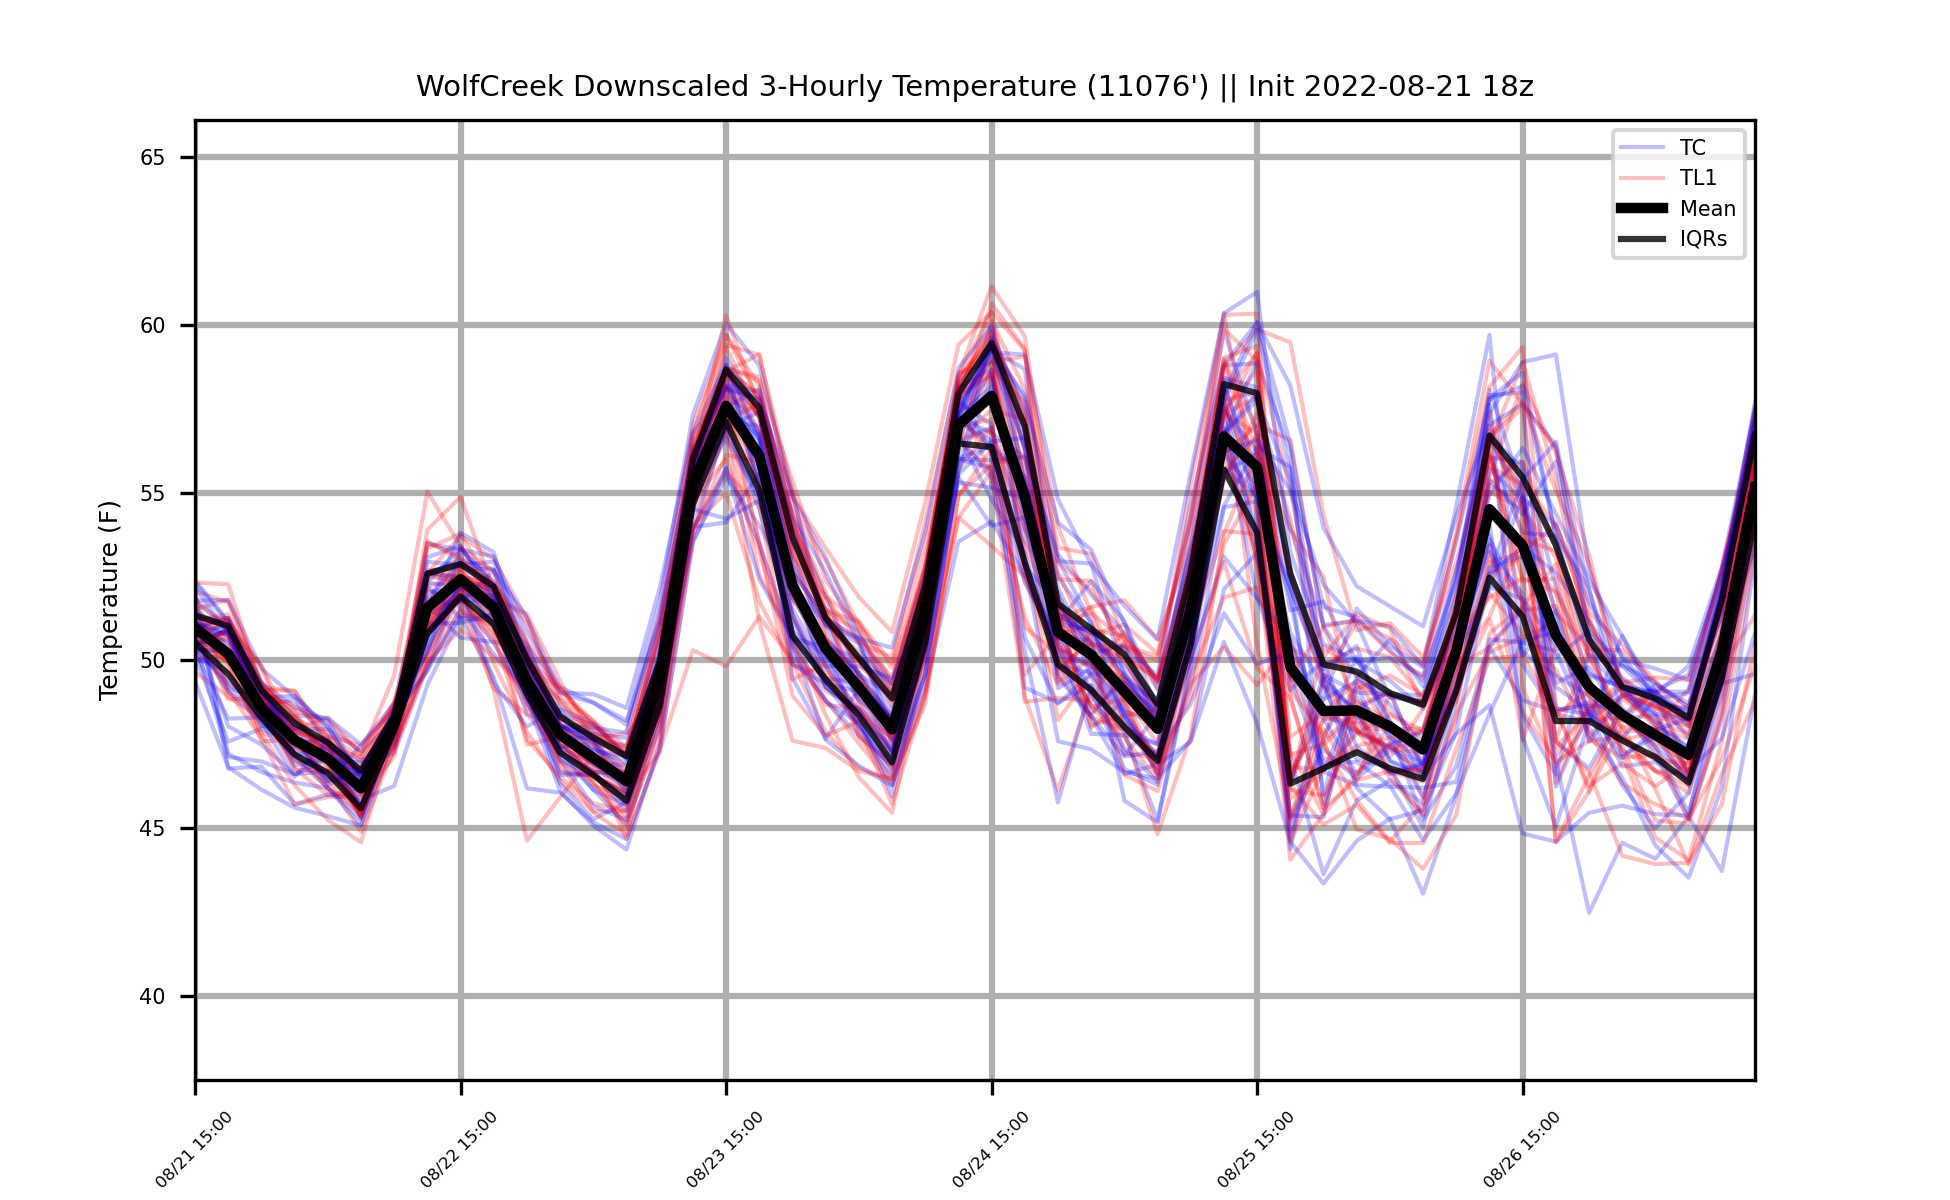 WolfCreek Downscaled 3-Hourly Temperature (11076') || Init 2022-08-21 18z
TC
TL1
Mean
IQRs
Temperature (F)
65
60
55
50
45
40
08/21 15:00
08/22 15:00
08/23 15:00
08/24 15:00
08/25 15:00
08/26 15:00